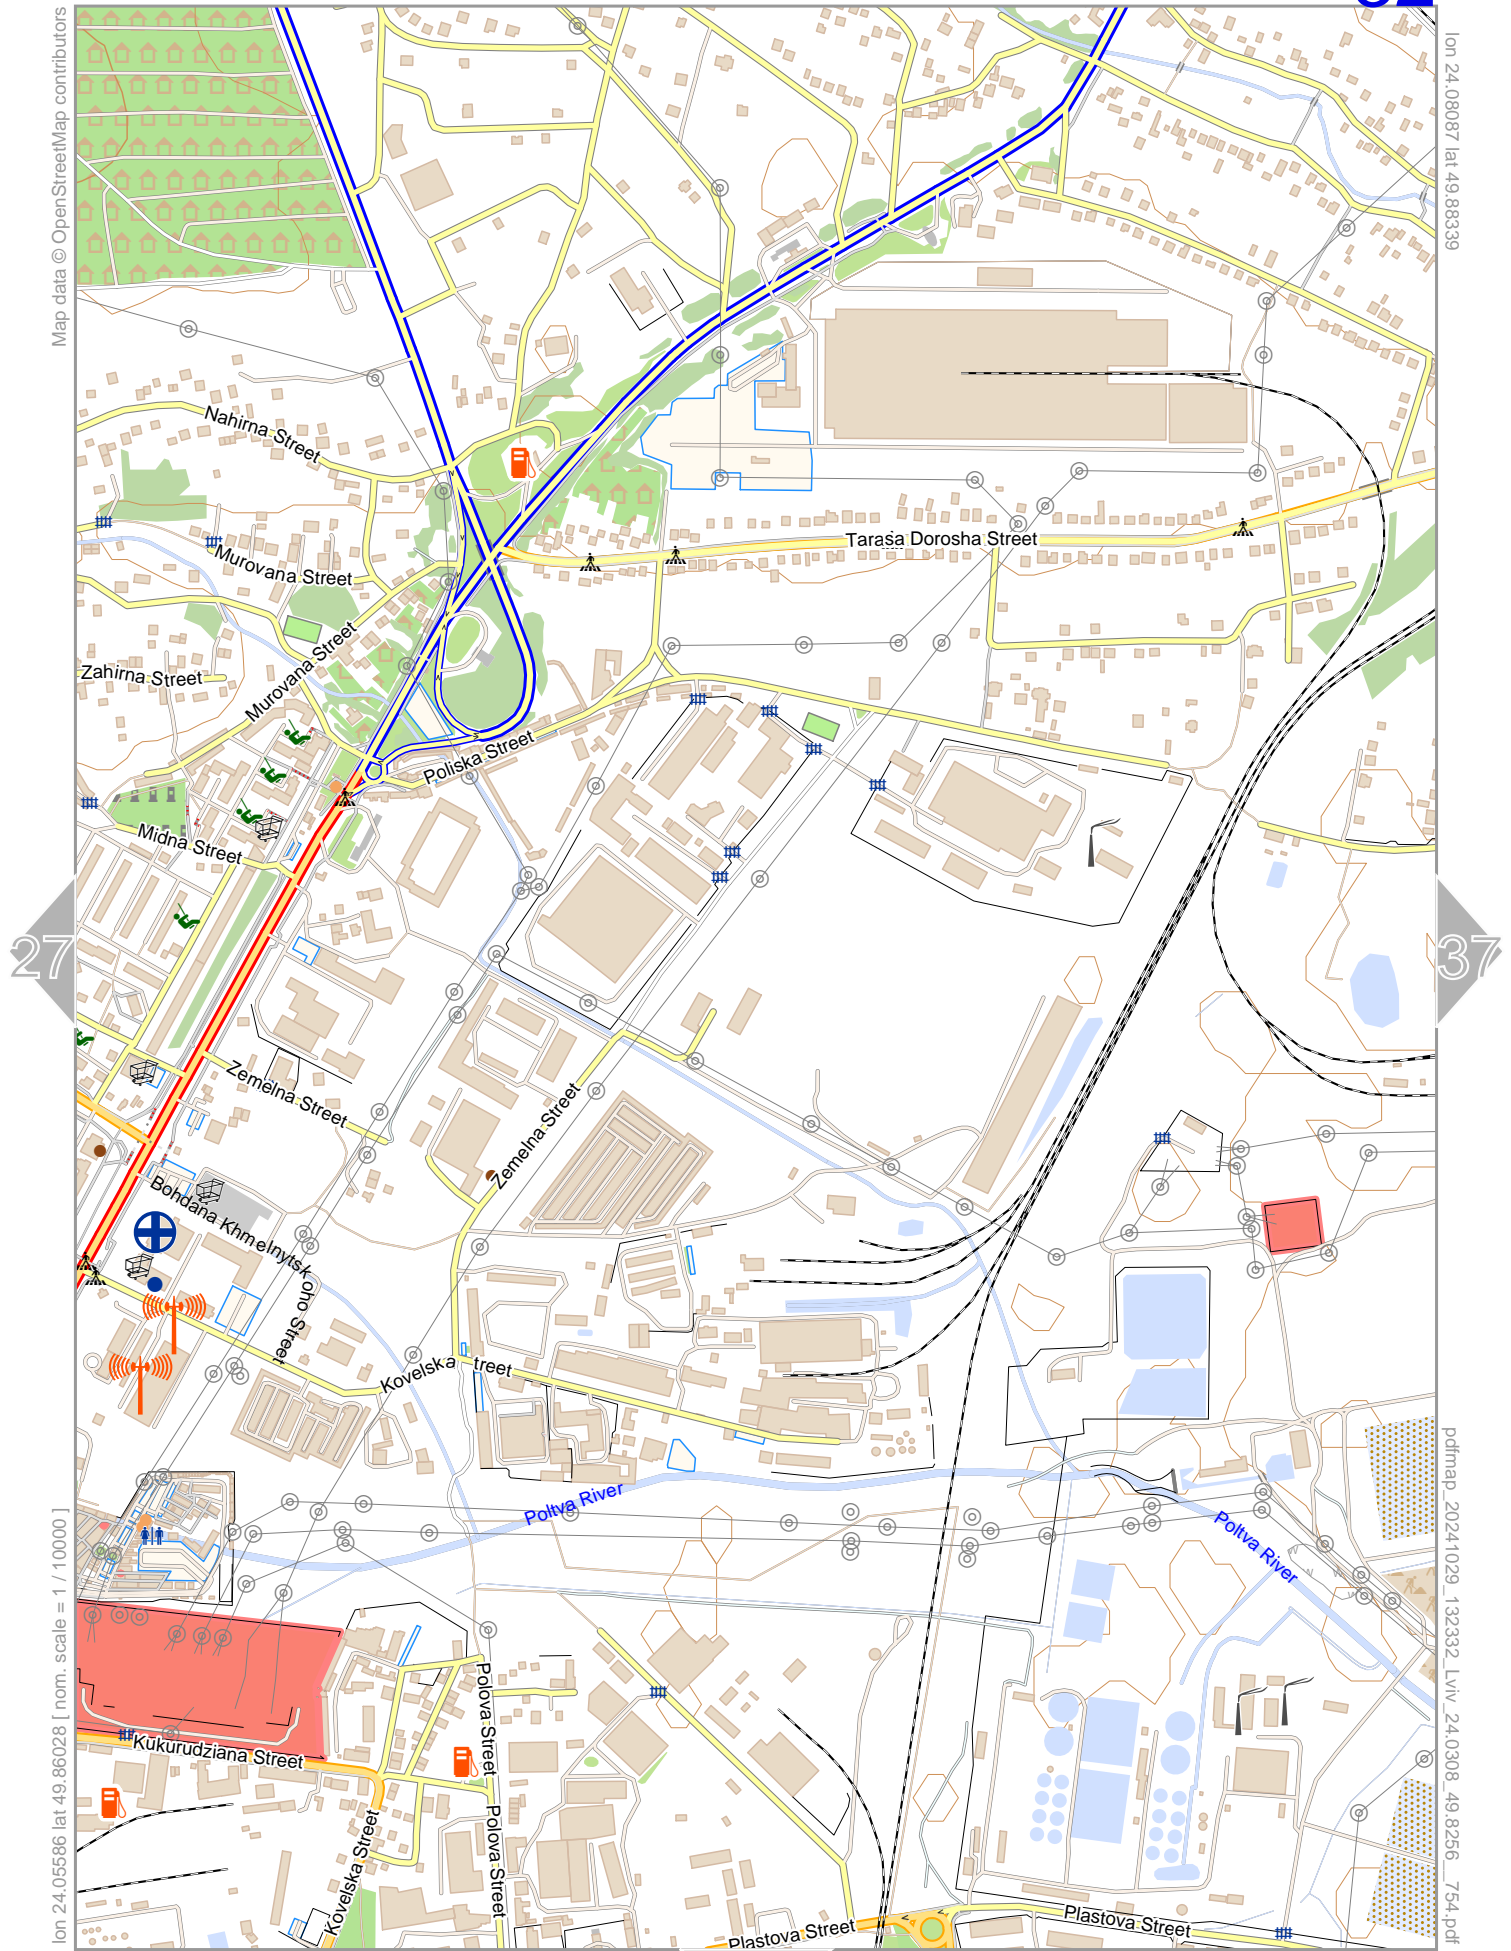 Map data © OpenStreetMap contributors
lon 24.08087 lat 49.88339
Nahirna Street
Tarasa Dorosha Street
Murovana Street
Murovana Street
Zahirna Street
Poliska Street
Midna Street
27
37
Zemelna Street
Zemelna Street
Bohdana Khmelnytskoho Street
Kovelska treet
Poltva River
Poltva River
Polova Street
Kukurudziana Street
Polova Street
Kovelska Street
Plastova Street
Plastova Street
lon 24.05586 lat 49.86028 [ nom. scale = 1 / 10000 ]
pdfmap_20241029_132332_Lviv_24.0308_49.8256__754.pdf